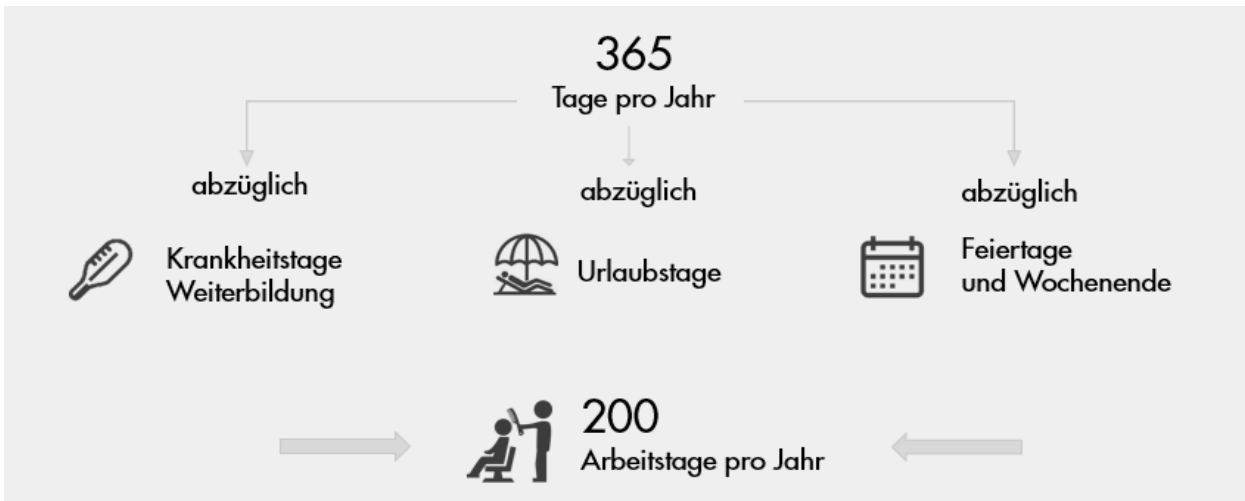 365
Tage pro Jahr
abzüglich
Krankheitstage
Weiterbildung
abzüglich
Urlaubstage
abzüglich
Feiertage
und Wochenende
200
Arbeitstage pro Jahr